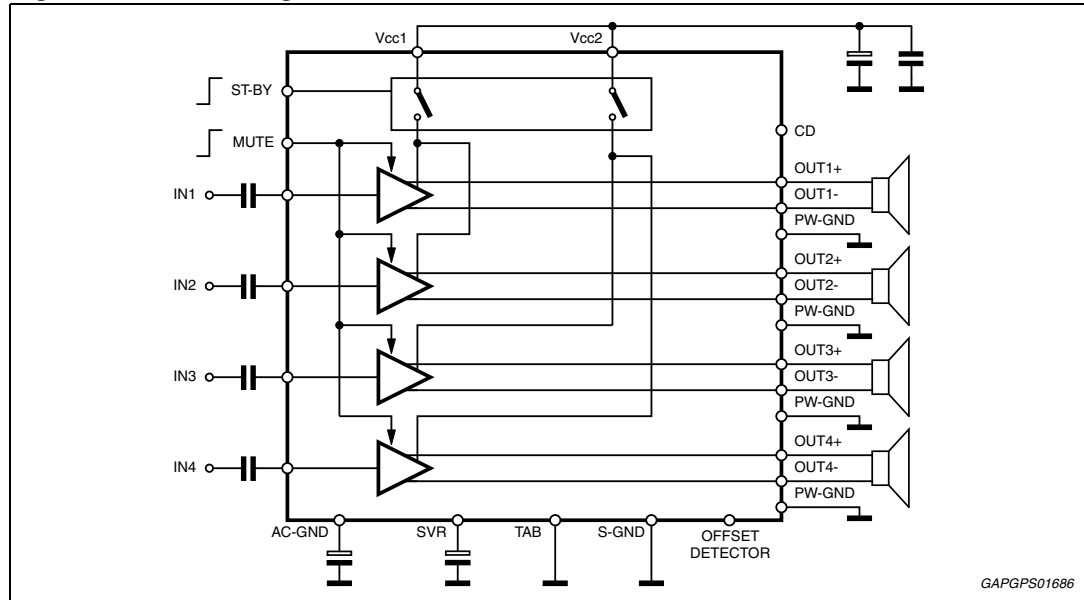 Vcc1
Vcc2
ST-BY
MUTE
CD
OUT1+
IN1
OUT1-
PW-GND
OUT2+
IN2
OUT2-
PW-GND
OUT3+
IN3
OUT3-
PW-GND
OUT4+
IN4
OUT4-
PW-GND
AC-GND
SVR
TAB
S-GND
OFFSET
DETECTOR
GAPGPS01686